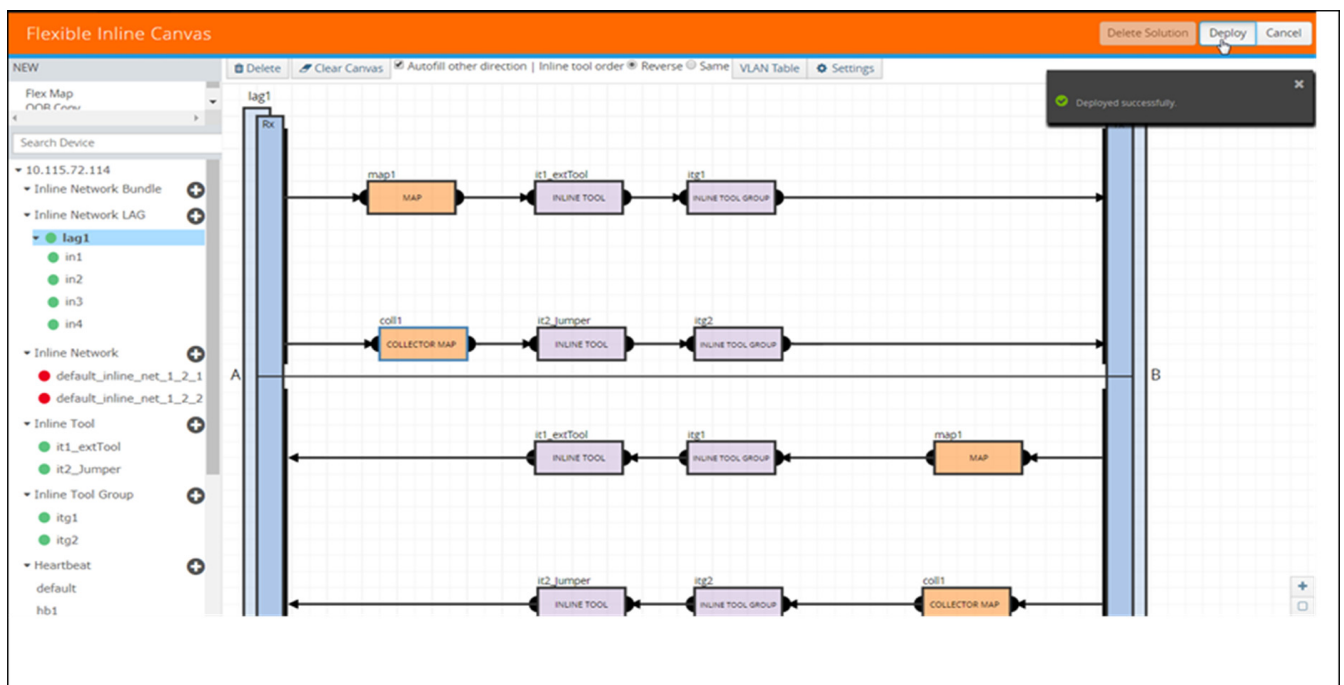 Flexible Inline Canvas
Delete Solution Deploy Cancel
NEW
Delete Clear Canvas Autofill other direction | Inline tool order Reverse Same VLAN Table Settings
Flex Map
OOB Copy
Search Device
10.115.72.114
Inline Network Bundle
Inline Network LAG
lag1
in1
in2
in3
in4
Inline Network
default_inline_net_1_2_1
default_inline_net_1_2_2
Inline Tool
it1_extTool
it2_Jumper
Inline Tool Group
itg1
itg2
Heartbeat
default
hb1
Deployed successfully.
lag1
Rx
map1 it1_extTool itg1
MAP INLINE TOOL INLINE TOOL GROUP
coll1 it2_Jumper itg2
COLLECTOR MAP INLINE TOOL INLINE TOOL GROUP
A B
it1_extTool itg1 map1
INLINE TOOL INLINE TOOL GROUP MAP
it2_Jumper itg2 coll1
INLINE TOOL INLINE TOOL GROUP COLLECTOR MAP